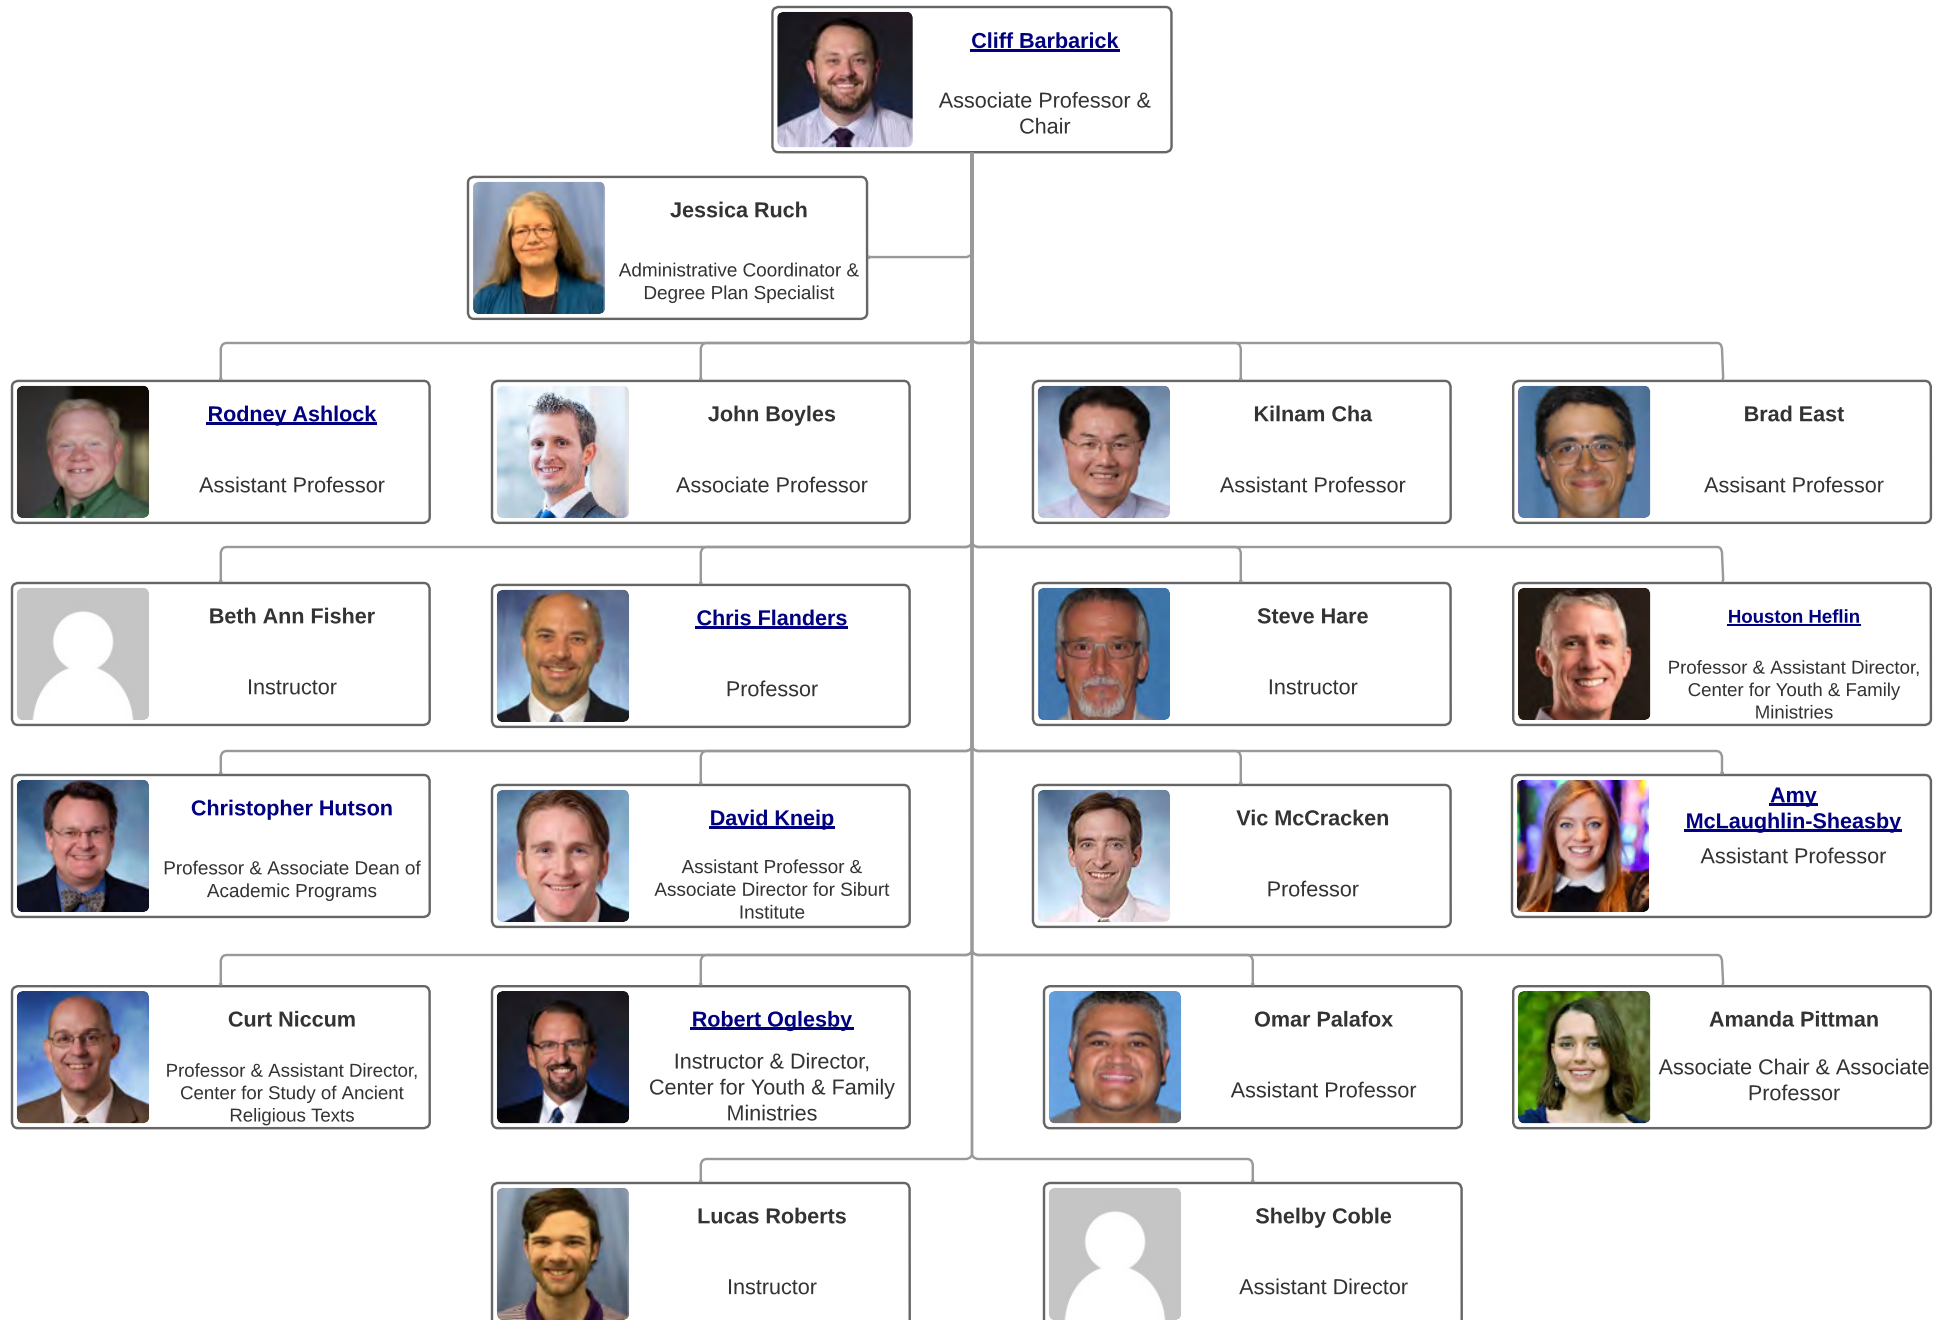 Cliff Barbarick
Associate Professor &
Chair
Jessica Ruch
Administrative Coordinator &
Degree Plan Specialist
Rodney Ashlock
Assistant Professor
John Boyles
Associate Professor
Kilnam Cha
Assistant Professor
Brad East
Assisant Professor
Beth Ann Fisher
Instructor
Chris Flanders
Professor
Steve Hare
Instructor
Houston Heflin
Professor & Assistant Director,
Center for Youth & Family
Ministries
Christopher Hutson
Professor & Associate Dean of
Academic Programs
David Kneip
Assistant Professor &
Associate Director for Siburt
Institute
Vic McCracken
Professor
Amy
McLaughlin-Sheasby
Assistant Professor
Curt Niccum
Professor & Assistant Director,
Center for Study of Ancient
Religious Texts
Robert Oglesby
Instructor & Director,
Center for Youth & Family
Ministries
Omar Palafox
Assistant Professor
Amanda Pittman
Associate Chair & Associate
Professor
Lucas Roberts
Instructor
Shelby Coble
Assistant Director